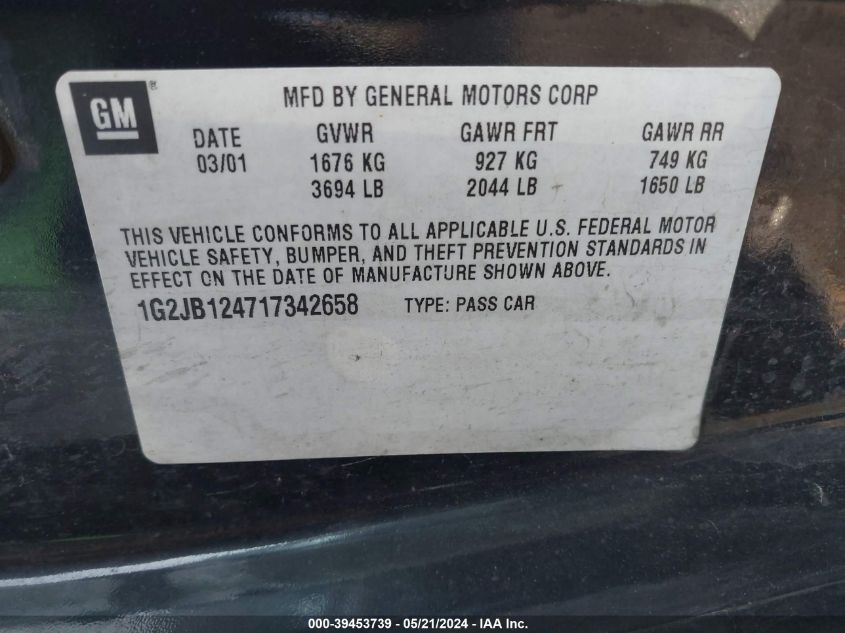 GM ®
MFD BY GENERAL MOTORS CORP
DATE GVWR GAWR FRT GAWR RR
03/01 1676 KG 927 KG 749 KG
3694 LB 2044 LB 1650 LB
THIS VEHICLE CONFORMS TO ALL APPLICABLE U.S. FEDERAL MOTOR
VEHICLE SAFETY, BUMPER, AND THEFT PREVENTION STANDARDS IN
EFFECT ON THE DATE OF MANUFACTURE SHOWN ABOVE.
1G2JB124717342658 TYPE: PASS CAR
000-39453739 - 05/21/2024 - IAA Inc.